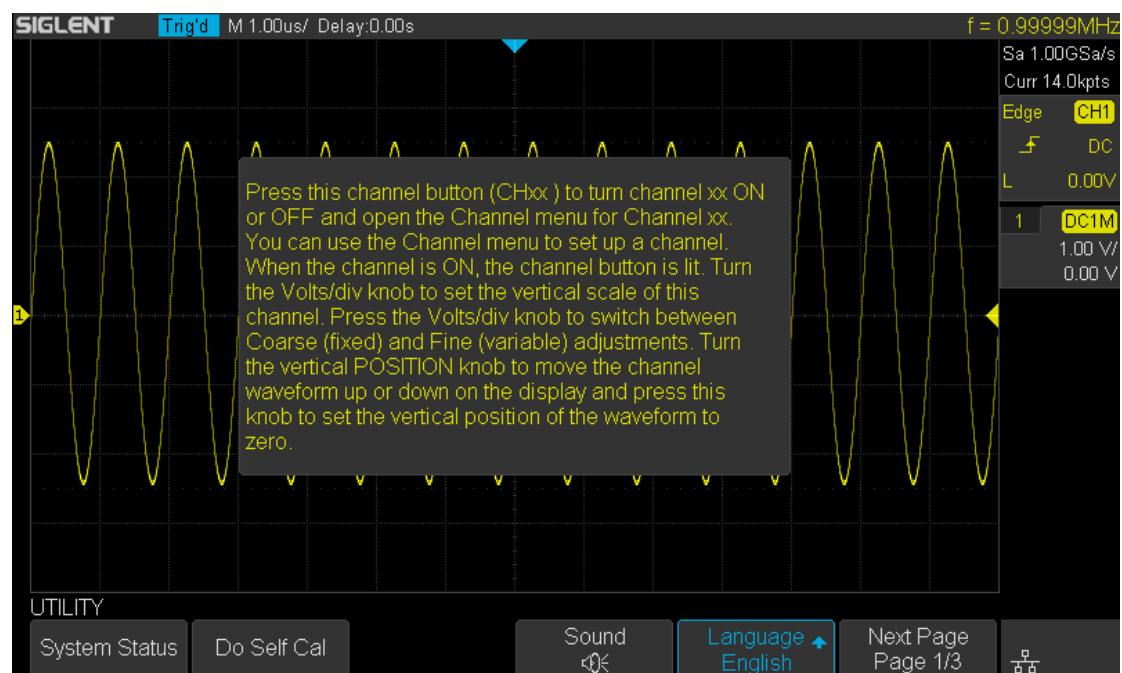 SIGLENT Trig'd M 1.00us/ Delay:0.00s f = 0.99999MHz
Sa 1.00GSa/s
Curr 14.0kpts
Edge CH1
DC
L 0.00V
1 DC1M
1.00 V/
0.00 V
1
Press this channel button (CHxx ) to turn channel xx ON
or OFF and open the Channel menu for Channel xx.
You can use the Channel menu to set up a channel.
When the channel is ON, the channel button is lit. Turn
the Volts/div knob to set the vertical scale of this
channel. Press the Volts/div knob to switch between
Coarse (fixed) and Fine (variable) adjustments. Turn
the vertical POSITION knob to move the channel
waveform up or down on the display and press this
knob to set the vertical position of the waveform to
zero.
UTILITY
System Status
Do Self Cal
Sound
Language
English
Next Page
Page 1/3